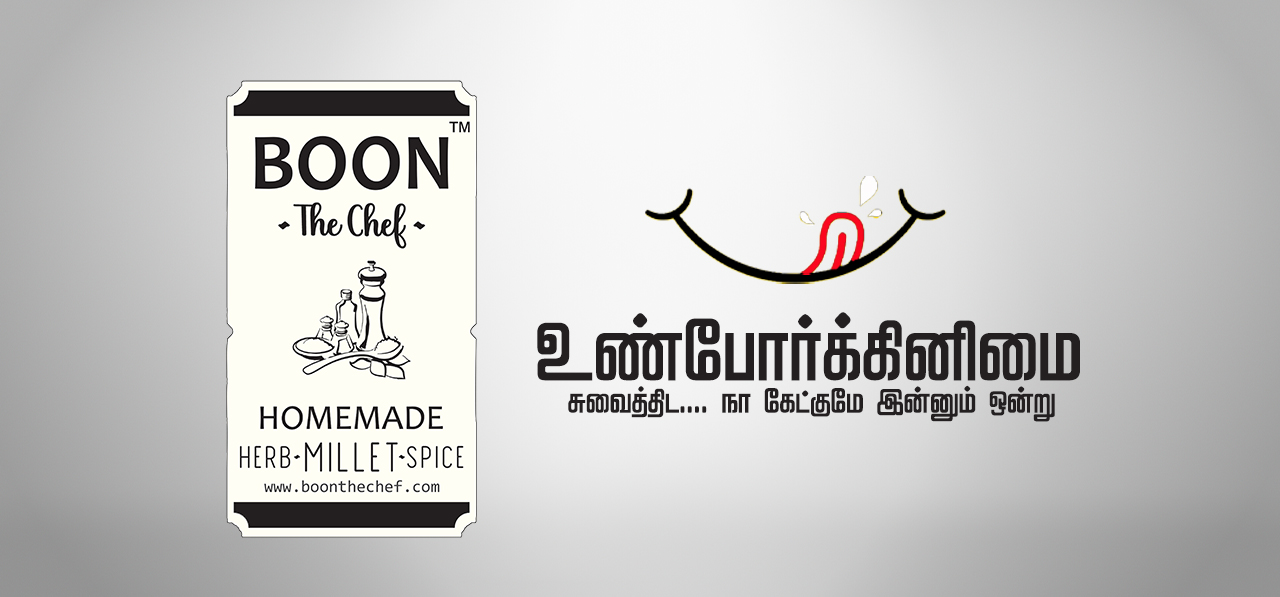 BOON™
The Chef
HOMEMADE
HERB MILLET SPICE
www.boonthechef.com
உண்போர்க்கினிமை
சுவைத்திட.... நா கேட்குமே இன்னும் ஒன்று